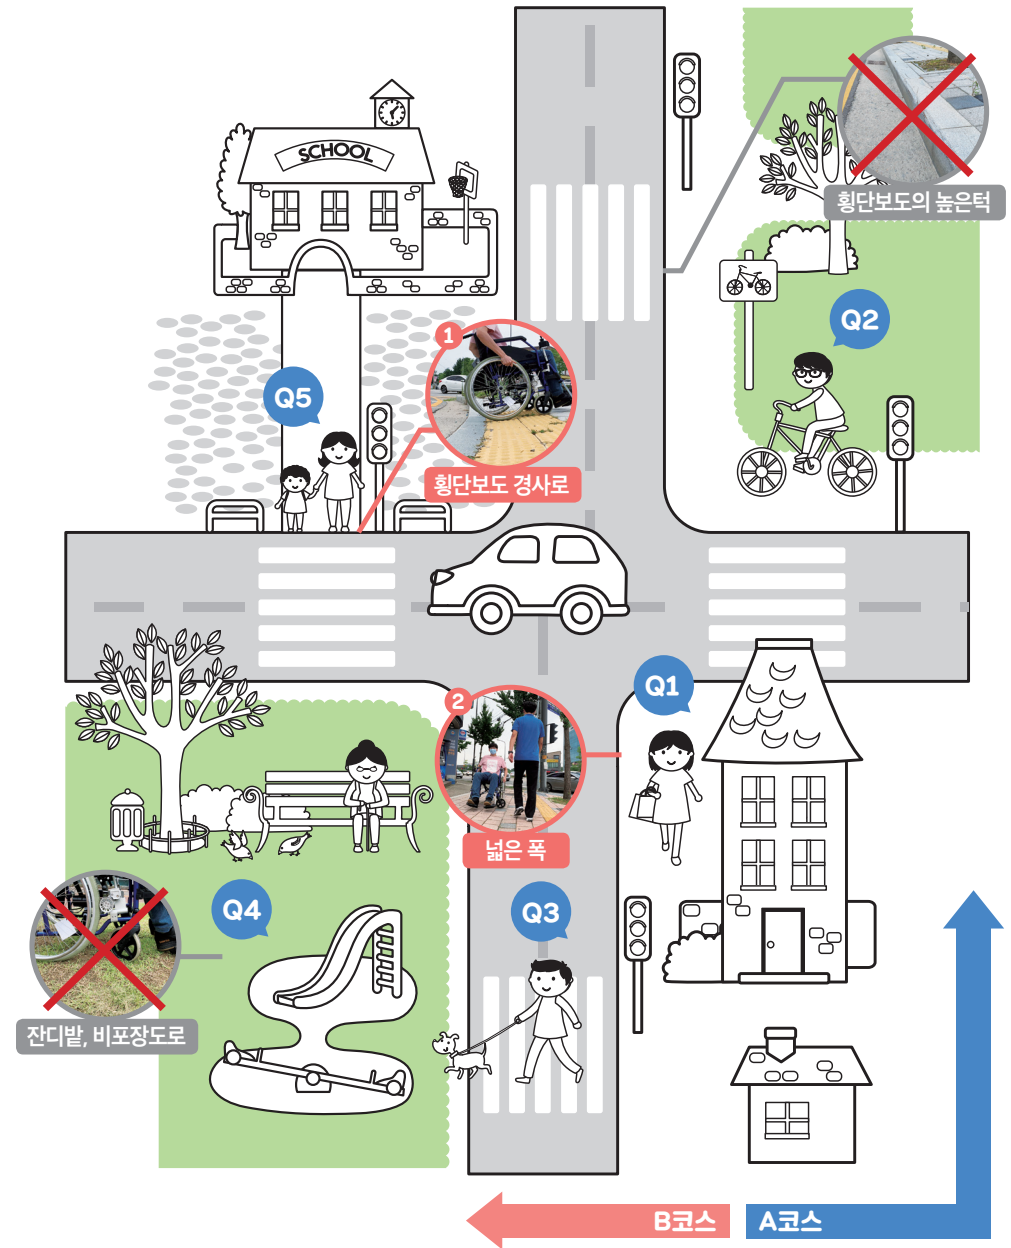 SCHOOL
횡단보도의 높은턱
Q2
1
Q5
횡단보도 경사로
Q1
2
넓은 폭
Q4
Q3
잔디밭, 비포장도로
B코스
A코스